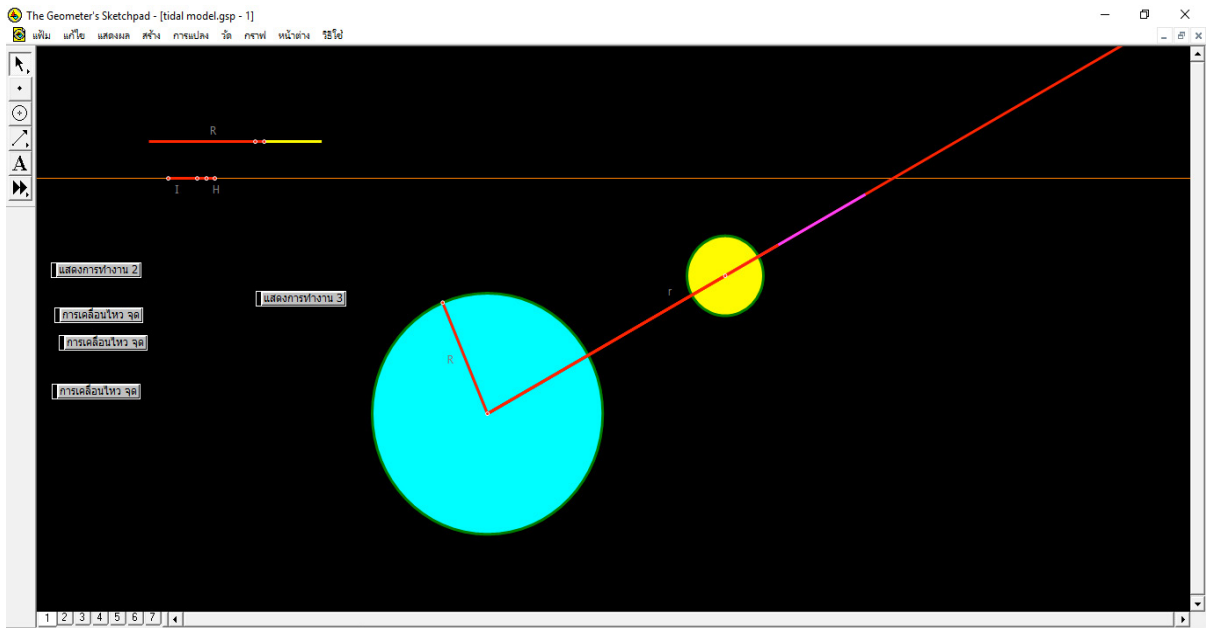 The Geometer's Sketchpad - [tidal model.gsp - 1]
แฟ้ม แก้ไข แสดงผล สร้าง การแปลง วัด กราฟ หน้าต่าง วิธีใช้
A
R
I H
แสดงการทำงาน 2
แสดงการทำงาน 3
การเคลื่อนไหว จุด
การเคลื่อนไหว จุด
การเคลื่อนไหว จุด
r
R
1 2 3 4 5 6 7